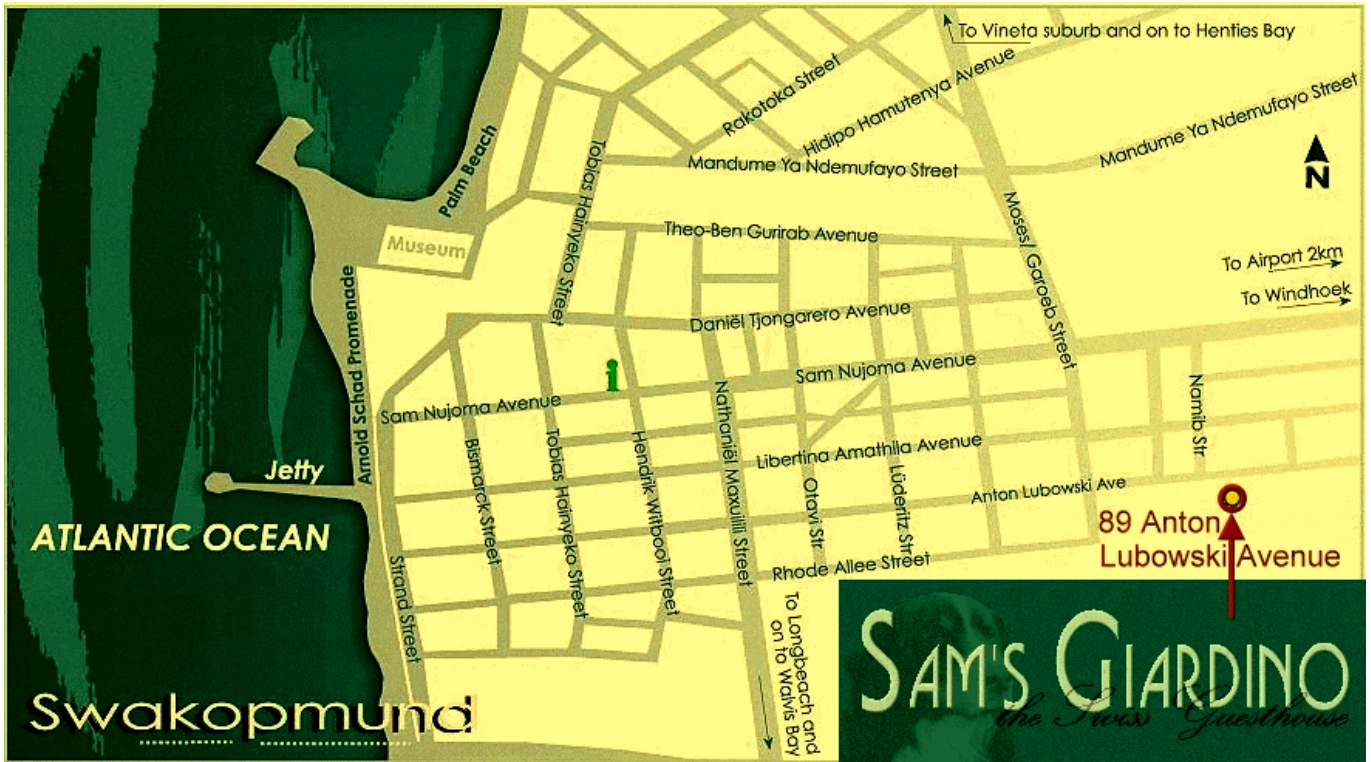 To Vineta suburb and on to Henties Bay
Rakotoka Street
Hidipo Hamutenya Avenue
Mandume Ya Ndemufayo Street
Mandume Ya Ndemufayo Street
N
Palm Beach
Tobias Hainyeko Street
Museum
Theo-Ben Gurirab Avenue
Moses/ Garoeb Street
To Airport 2km
To Windhoek
Arnold Schad Promenade
Daniël Tjongarero Avenue
i
Sam Nujoma Avenue
Sam Nujoma Avenue
Nathaniël Maxuilili Street
Namib Str
Bismarck Street
Tobias Hainyeko Street
Hendrik Witbooi Street
Libertina Amathila Avenue
Jetty
Otavi Str
Lüderitz Str
Anton Lubowski Ave
ATLANTIC OCEAN
89 Anton
Lubowski Avenue
Rhode Allee Street
Strand Street
To Longbeach and
on to Walvis Bay
Swakopmund
SAM'S GIARDINO
the Swiss Guesthouse